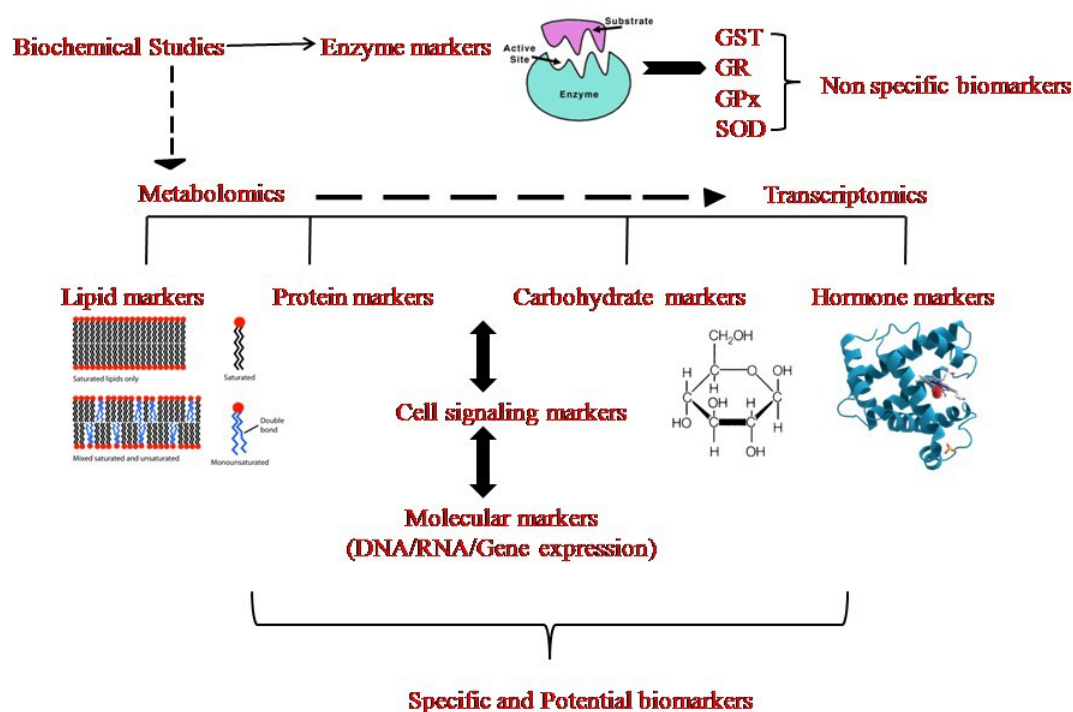 Biochemical Studies
Enzyme markers
Substrate
Active
Site
Enzyme
GST
GR
GPx
SOD
Non specific biomarkers
Metabolomics
Transcriptomics
Lipid markers
Protein markers
Carbohydrate markers
Hormone markers
Saturated lipids only
Saturated
Mixed saturated and unsaturated
Double
bond
Monounsaturated
Cell signaling markers
CH₂OH
C
O
OH
H
H
C
H
OH
H
C
HO
C
C
H
H
OH
Molecular markers
(DNA/RNA/Gene expression)
Specific and Potential biomarkers